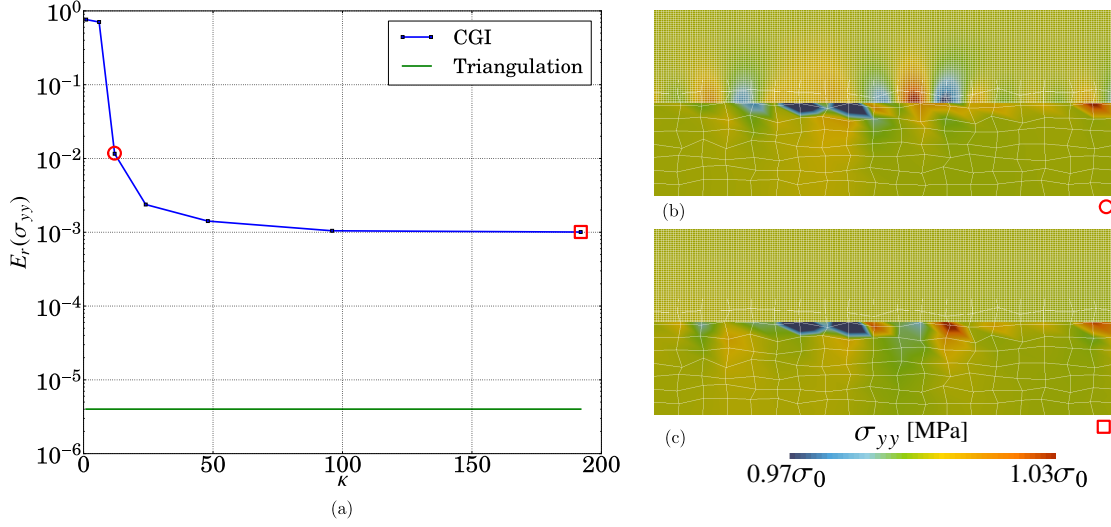 10^0
10^-1
10^-2
10^-3
10^-4
10^-5
10^-6
E_r(σ_yy)
0
50
100
150
200
κ
CGI
Triangulation
(a)
(b)
(c)
σ_yy [MPa]
0.97σ_0
1.03σ_0